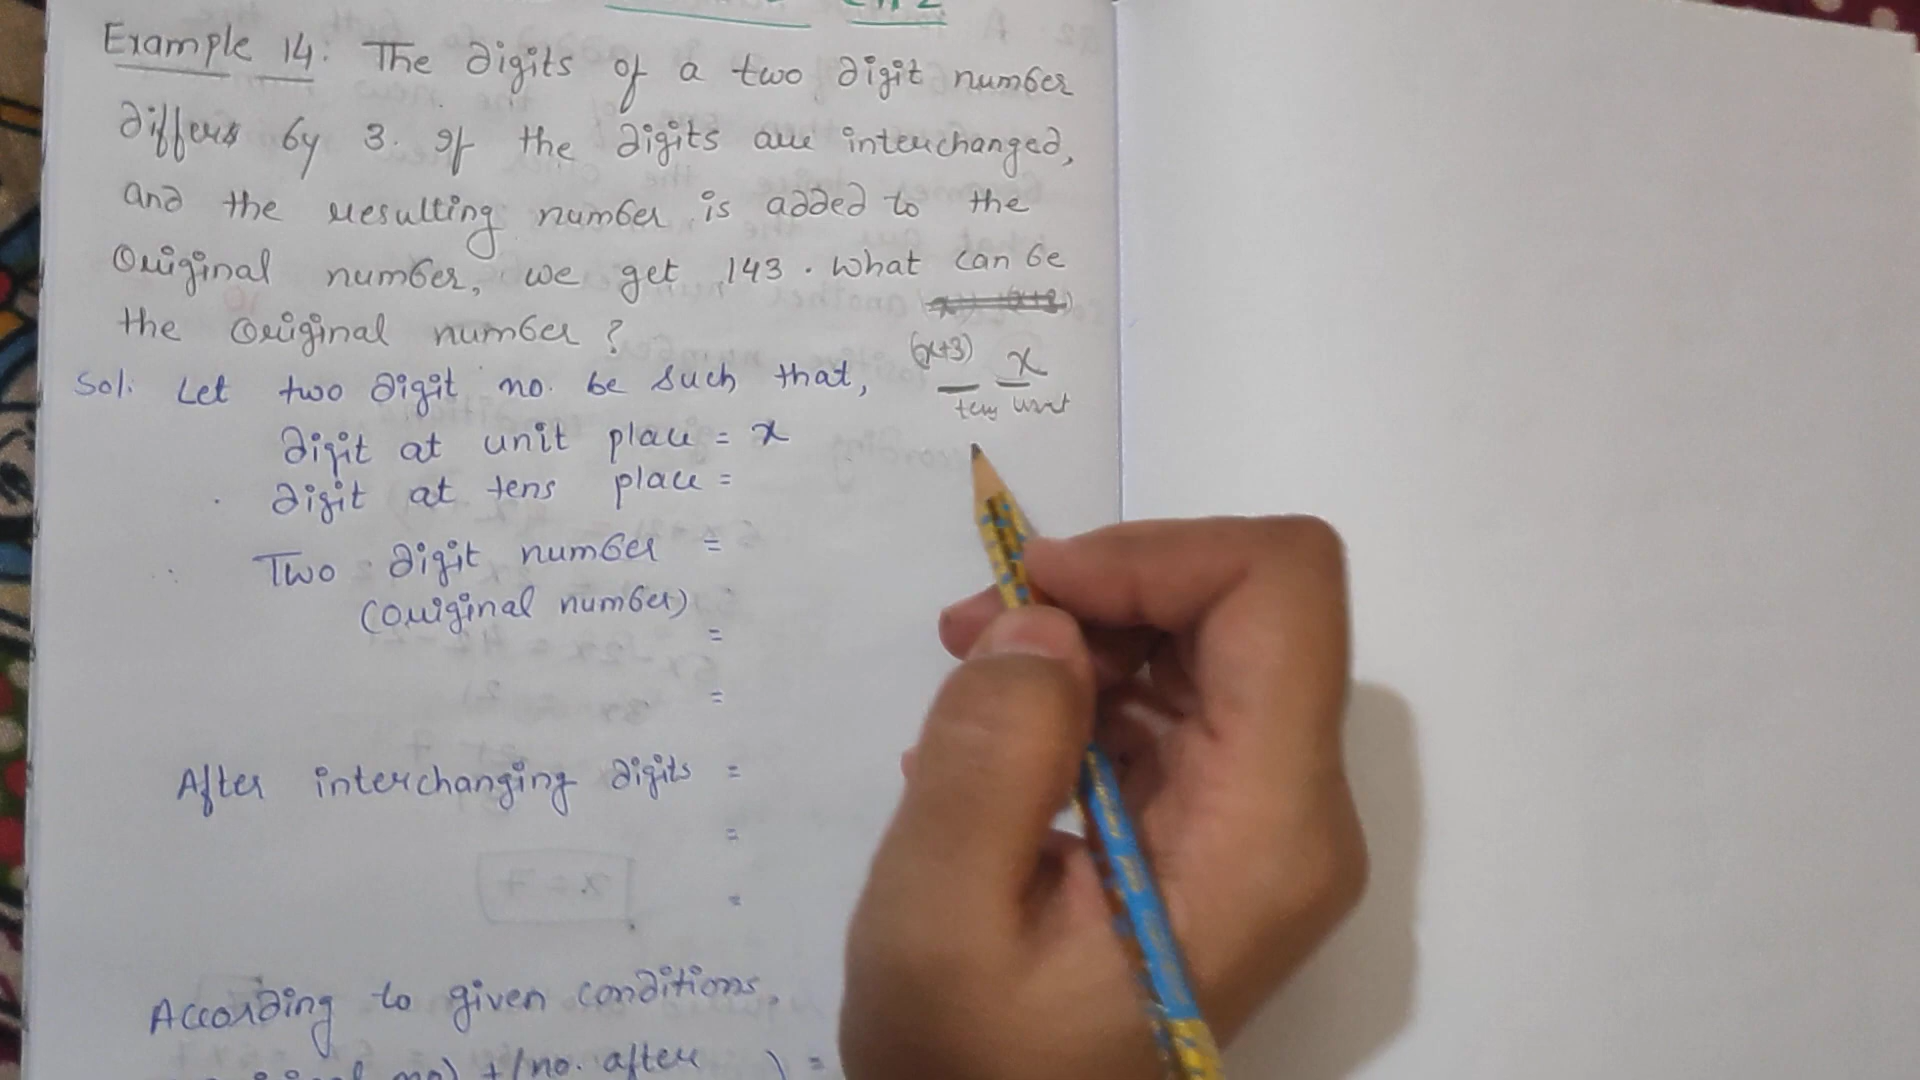 Example 14: The digits of a two digit number
differs by 3. If the digits are interchanged,
and the resulting number is added to the
Original number, we get 143. What can be
the original number?
(x+3) x
Sol. Let two digit no. be such that,
tens unit
digit at unit place = x
digit at tens place =
Two digit number =
(original number)
=
=
After interchanging digits =
=
=
According to given conditions,
no) + (no. after ) =